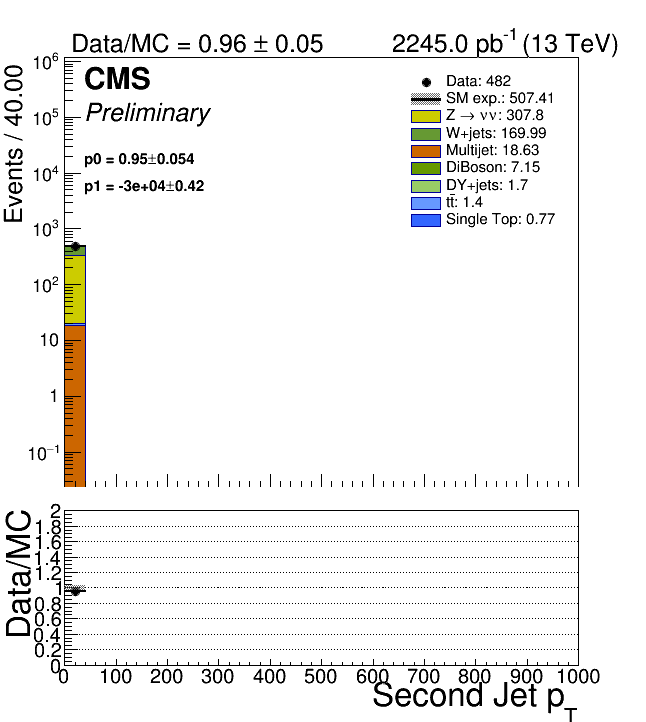 Data/MC = 0.96 ± 0.05
2245.0 pb⁻¹ (13 TeV)
Events / 40.00
10⁶
10⁵
10⁴
10³
10²
10
1
10⁻¹
CMS
Preliminary
p0 = 0.95±0.054
p1 = -3e+04±0.42
Data: 482
SM exp.: 507.41
Z → νν: 307.8
W+jets: 169.99
Multijet: 18.63
DiBoson: 7.15
DY+jets: 1.7
tt̄: 1.4
Single Top: 0.77
Data/MC
2
1.8
1.6
1.4
1.2
1
0.8
0.6
0.4
0.2
0
0 100 200 300 400 500 600 700 800 900 1000
Second Jet p_T